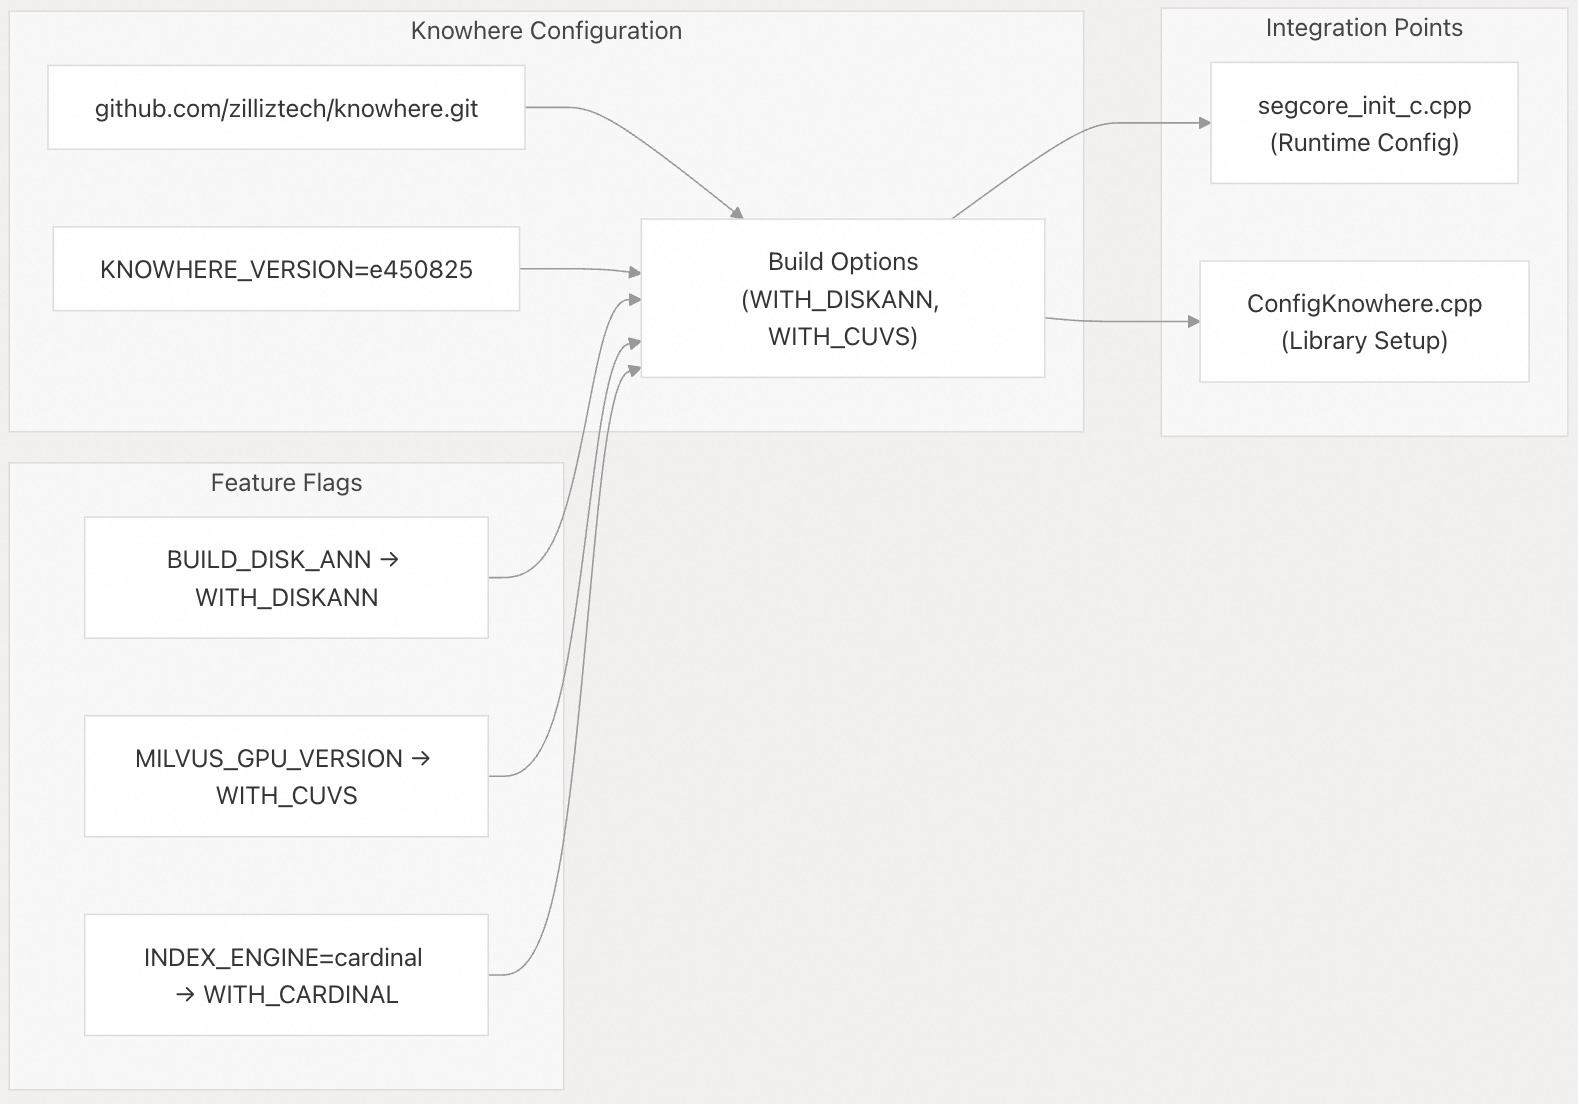 Knowhere Configuration
github.com/zilliztech/knowhere.git
KNOWHERE_VERSION=e450825
Build Options
(WITH_DISKANN,
WITH_CUVS)
Integration Points
segcore_init_c.cpp
(Runtime Config)
ConfigKnowhere.cpp
(Library Setup)
Feature Flags
BUILD_DISK_ANN →
WITH_DISKANN
MILVUS_GPU_VERSION →
WITH_CUVS
INDEX_ENGINE=cardinal
→ WITH_CARDINAL